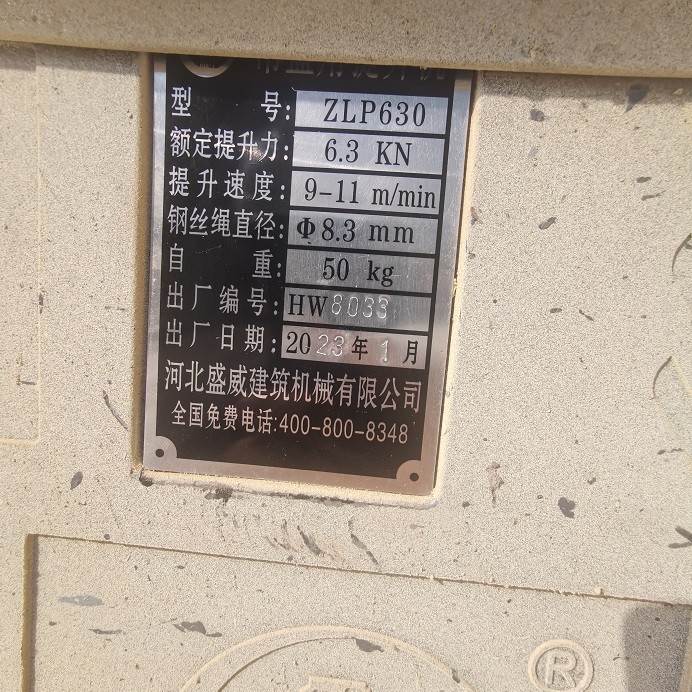 型号: ZLP630
额定提升力: 6.3 KN
提升速度: 9-11 m/min
钢丝绳直径: Φ8.3 mm
自重: 50 kg
出厂编号: HW8033
出厂日期: 2023年1月
河北盛威建筑机械有限公司
全国免费电话:400-800-8348
®